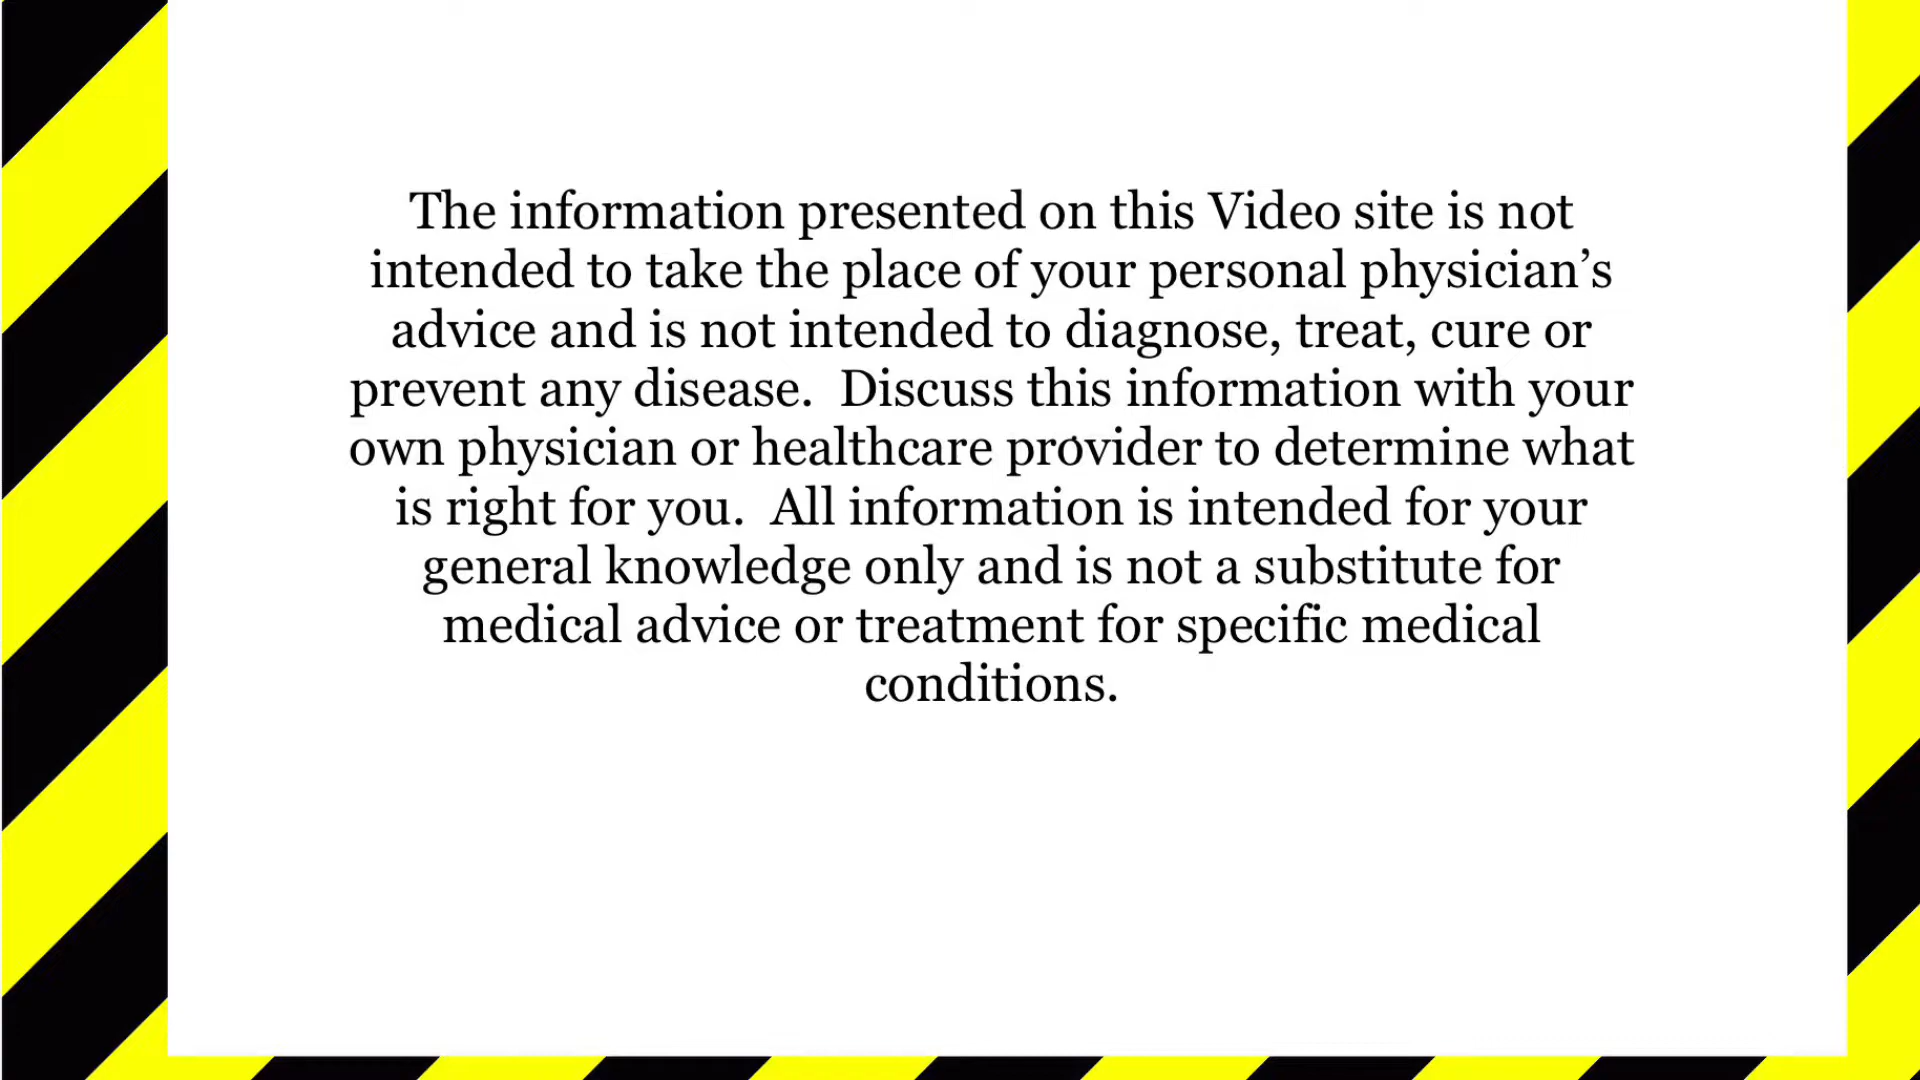 The information presented on this Video site is not
intended to take the place of your personal physician’s
advice and is not intended to diagnose, treat, cure or
prevent any disease.  Discuss this information with your
own physician or healthcare provider to determine what
is right for you.  All information is intended for your
general knowledge only and is not a substitute for
medical advice or treatment for specific medical
conditions.